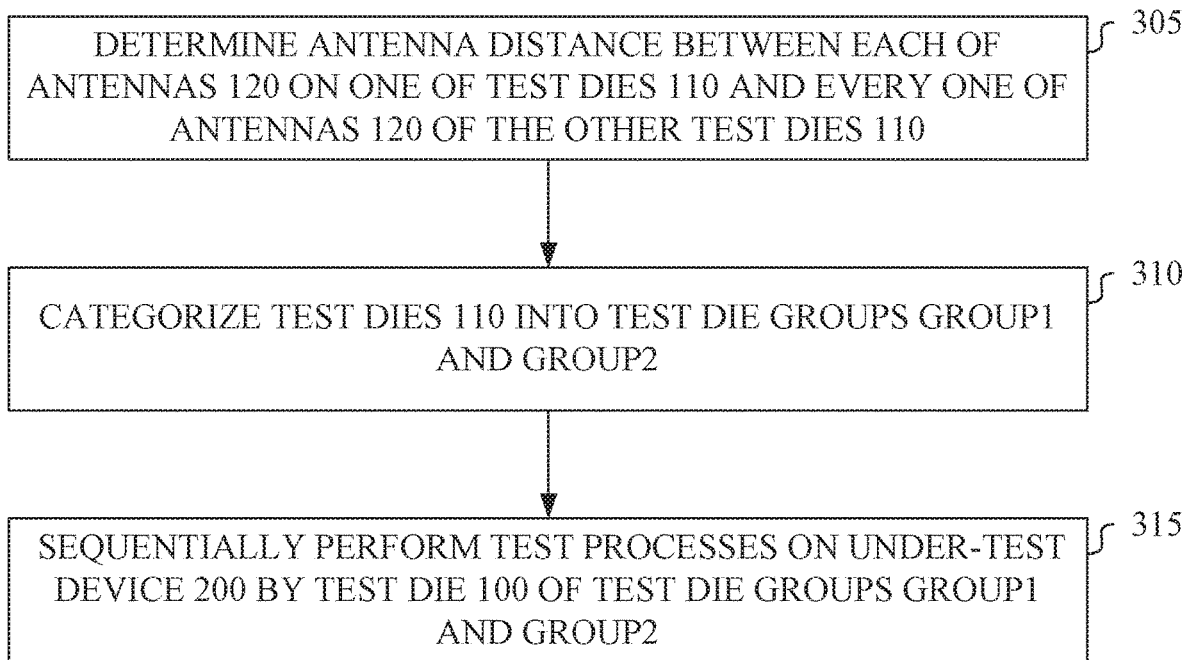 305
DETERMINE ANTENNA DISTANCE BETWEEN EACH OF
ANTENNAS 120 ON ONE OF TEST DIES 110 AND EVERY ONE OF
ANTENNAS 120 OF THE OTHER TEST DIES 110
310
CATEGORIZE TEST DIES 110 INTO TEST DIE GROUPS GROUP1
AND GROUP2
315
SEQUENTIALLY PERFORM TEST PROCESSES ON UNDER-TEST
DEVICE 200 BY TEST DIE 100 OF TEST DIE GROUPS GROUP1
AND GROUP2